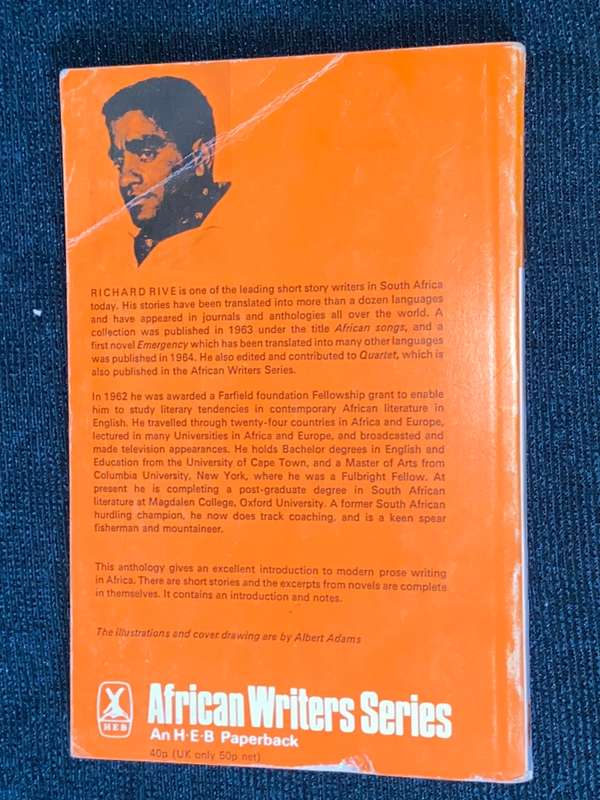 RICHARD RIVE is one of the leading short story writers in South Africa
today. His stories have been translated into more than a dozen languages
and have appeared in journals and anthologies all over the world. A
collection was published in 1963 under the title African songs, and a
first novel Emergency which has been translated into many other languages
was published in 1964. He also edited and contributed to Quartet, which is
also published in the African Writers Series.
In 1962 he was awarded a Farfield foundation Fellowship grant to enable
him to study literary tendencies in contemporary African literature in
English. He travelled through twenty-four countries in Africa and Europe,
lectured in many Universities in Africa and Europe, and broadcasted and
made television appearances. He holds Bachelor degrees in English and
Education from the University of Cape Town, and a Master of Arts from
Columbia University, New York, where he was a Fulbright Fellow. At
present he is completing a post-graduate degree in South African
literature at Magdalen College, Oxford University. A former South African
hurdling champion, he now does track coaching, and is a keen spear
fisherman and mountaineer.
This anthology gives an excellent introduction to modern prose writing
in Africa. There are short stories and the excerpts from novels are complete
in themselves. It contains an introduction and notes.
The illustrations and cover drawing are by Albert Adams
HEB
African Writers Series
An H·E·B Paperback
40p (UK only 50p net)